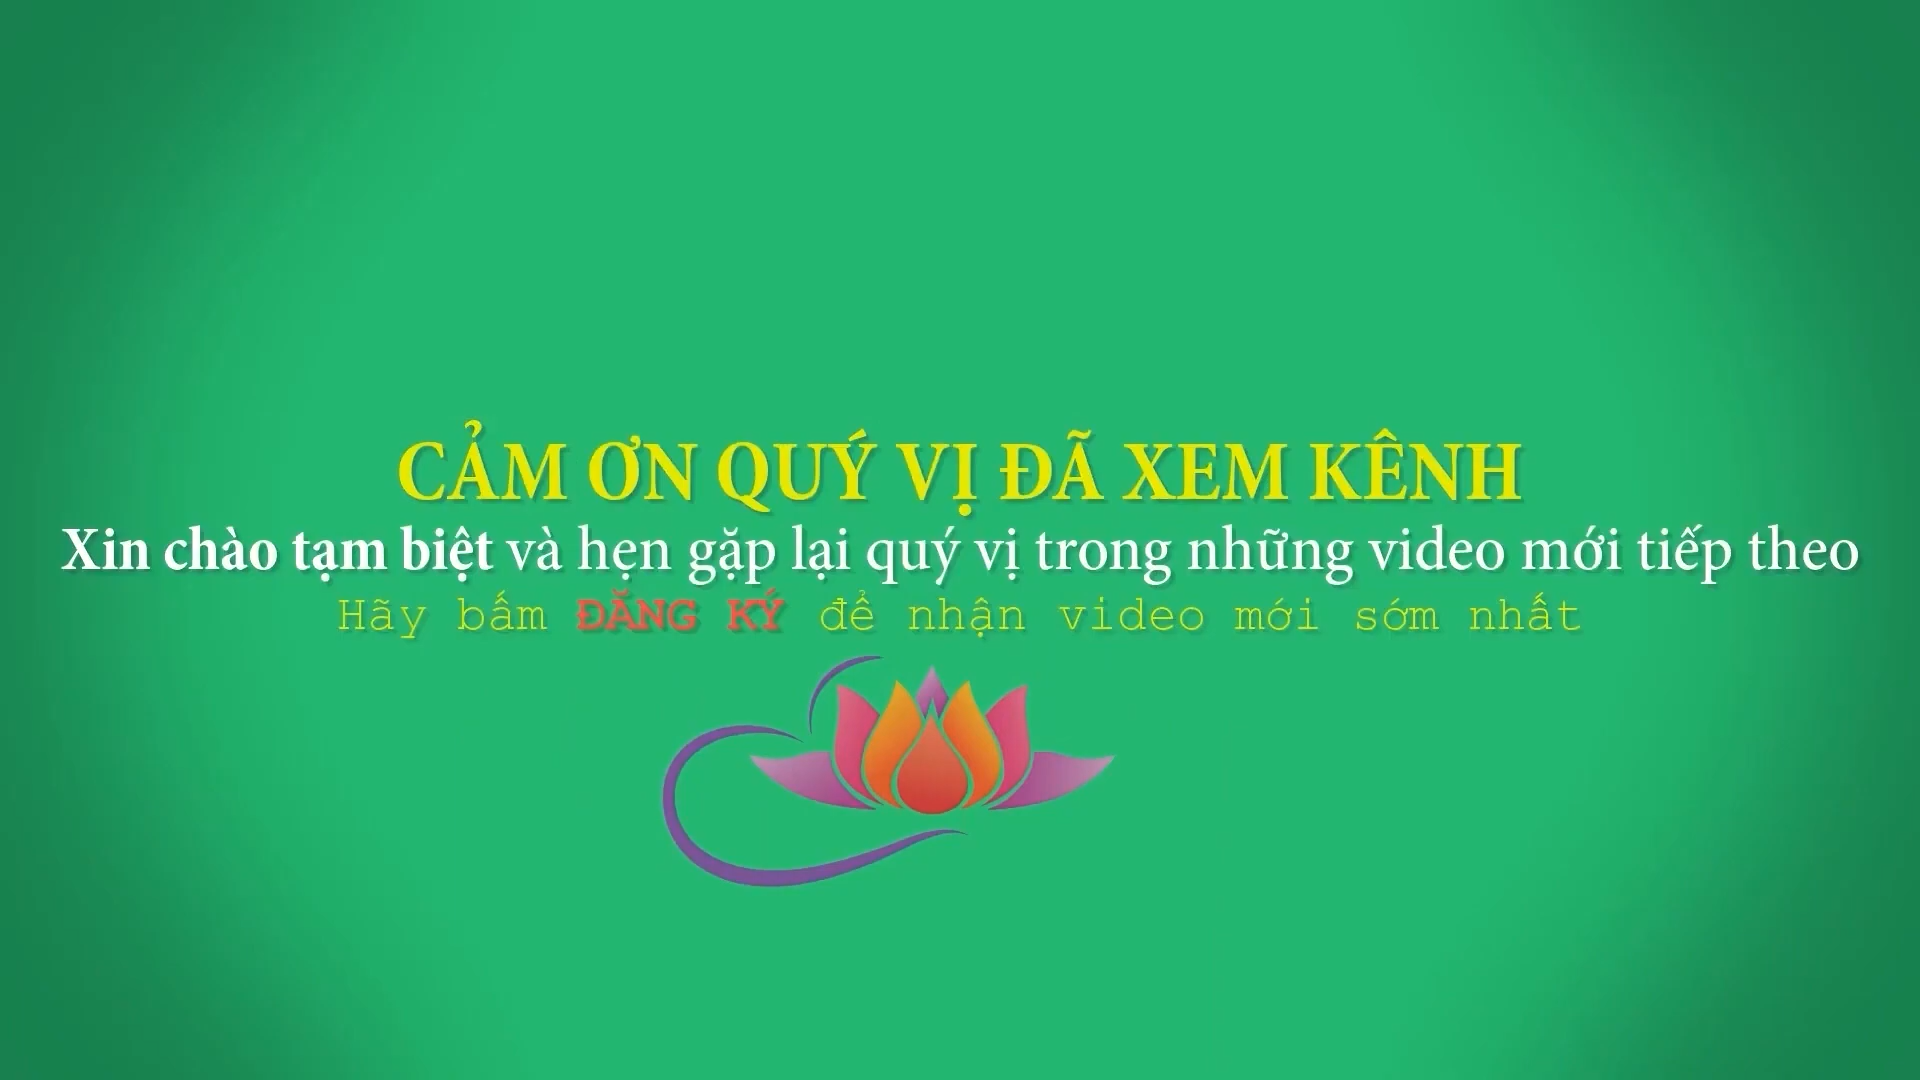 CẢM ƠN QUÝ VỊ ĐÃ XEM KÊNH
Xin chào tạm biệt và hẹn gặp lại quý vị trong những video mới tiếp theo
Hãy bấm ĐĂNG KÝ để nhận video mới sớm nhất